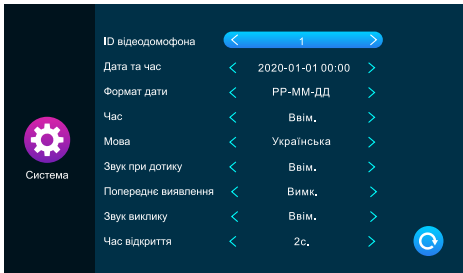 ID відеодомофона 1
Дата та час 2020-01-01 00:00
Формат дати РР-ММ-ДД
Час Ввім.
Мова Українська
Звук при дотику Ввім.
Система
Попереднє виявлення Вимк.
Звук виклику Ввім.
Час відкриття 2с.